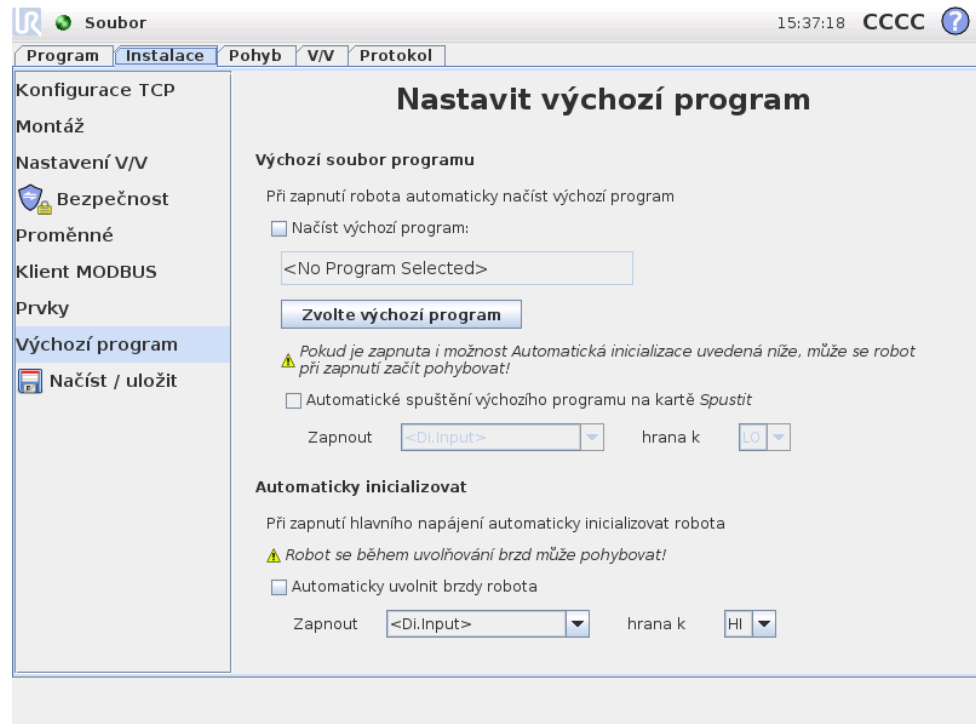 UR Soubor 15:37:18 CCCC ?
Program Instalace Pohyb V/V Protokol
Konfigurace TCP
Montáž
Nastavení V/V
Bezpečnost
Proměnné
Klient MODBUS
Prvky
Výchozí program
Načíst / uložit
Nastavit výchozí program
Výchozí soubor programu
Při zapnutí robota automaticky načíst výchozí program
Načíst výchozí program:
<No Program Selected>
Zvolte výchozí program
Pokud je zapnuta i možnost Automatická inicializace uvedená níže, může se robot
při zapnutí začít pohybovat!
Automatické spuštění výchozího programu na kartě Spustit
Zapnout <Di.Input> hrana k LO
Automaticky inicializovat
Při zapnutí hlavního napájení automaticky inicializovat robota
Robot se během uvolňování brzd může pohybovat!
Automaticky uvolnit brzdy robota
Zapnout <Di.Input> hrana k HI